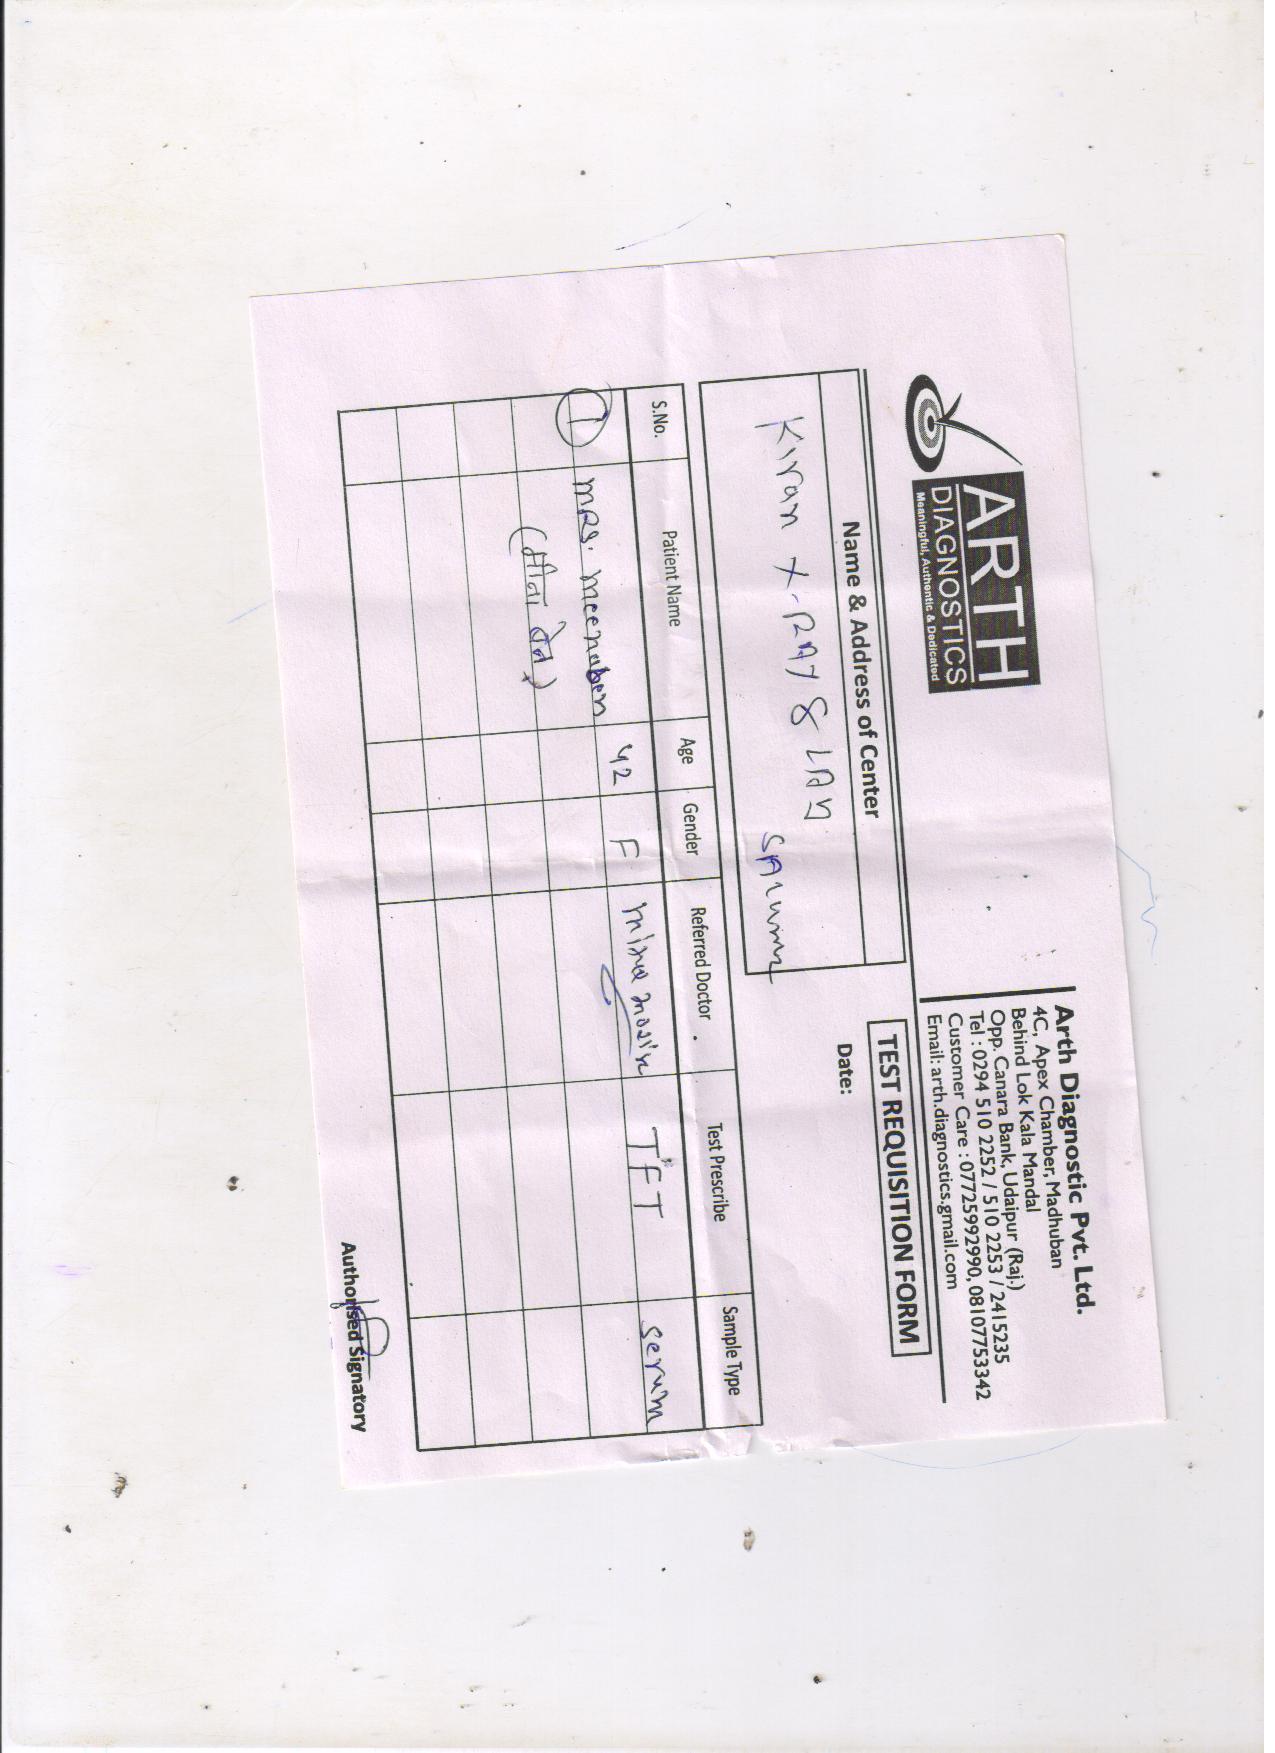 ARTH
DIAGNOSTICS
Meaningful, Authentic & Dedicated
Arth Diagnostic Pvt. Ltd.
4C, Apex Chamber, Madhuban
Behind Lok Kala Mandal
Opp. Canara Bank, Udaipur (Raj.)
Tel : 0294 510 2252 / 510 2253 / 2415235
Customer Care : 07725992990, 08107753342
Email: arth.diagnostics.gmail.com
TEST REQUISITION FORM
Name & Address of Center
Date:
Kiran X-RAY & LAB
S.No. Patient Name Age Gender Referred Doctor Test Prescribe Sample Type
1 MRS. meenaben 42 F TFT serum
Authorised Signatory